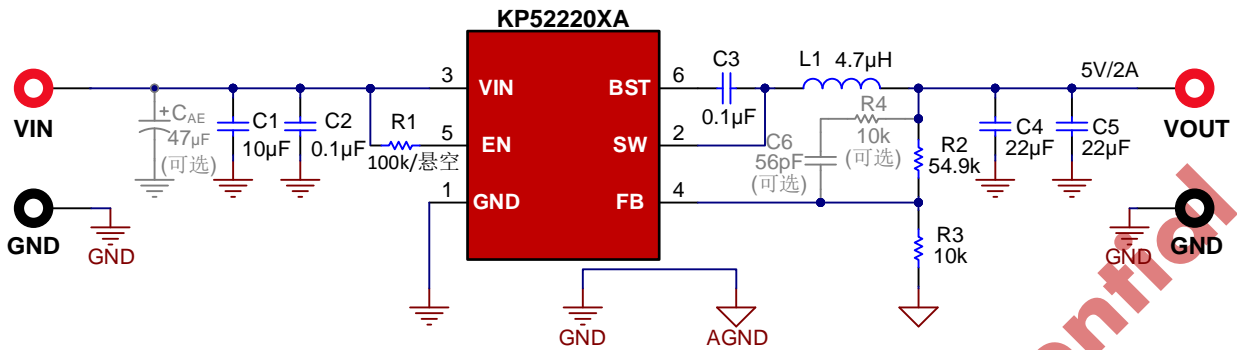 KP52220XA
VIN
GND
+
C_AE
47µF
(可选)
C1
10µF
C2
0.1µF
R1
100k/悬空
3
5
1
VIN
EN
GND
BST
SW
FB
6
2
4
C3
0.1µF
L1
4.7µH
R4
10k
(可选)
C6
56pF
(可选)
R2
54.9k
R3
10k
5V/2A
C4
22µF
C5
22µF
VOUT
GND
GND
GND
GND
AGND